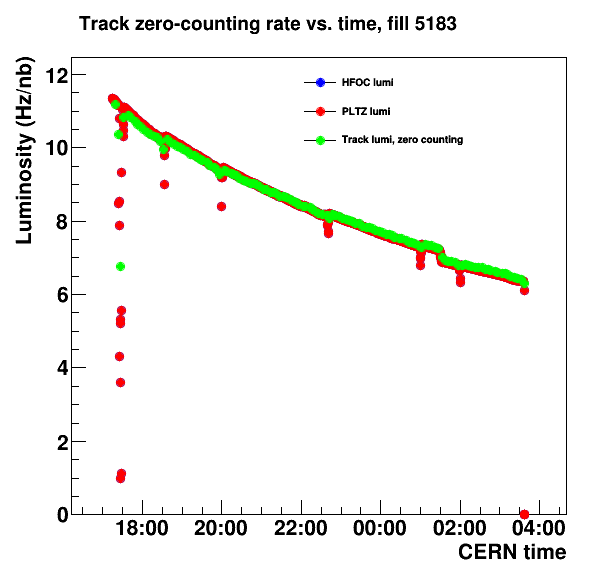 Track zero-counting rate vs. time, fill 5183
Luminosity (Hz/nb)
12
10
8
6
4
2
0
HFOC lumi
PLTZ lumi
Track lumi, zero counting
18:00 20:00 22:00 00:00 02:00 04:00
CERN time